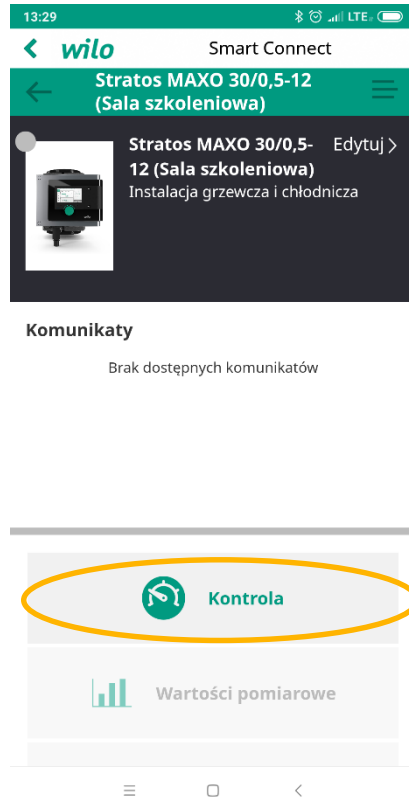 13:29
LTE
wilo
Smart Connect
Stratos MAXO 30/0,5-12
(Sala szkoleniowa)
Stratos MAXO 30/0,5-
12 (Sala szkoleniowa)
Edytuj
Instalacja grzewcza i chłodnicza
Komunikaty
Brak dostępnych komunikatów
Kontrola
Wartości pomiarowe